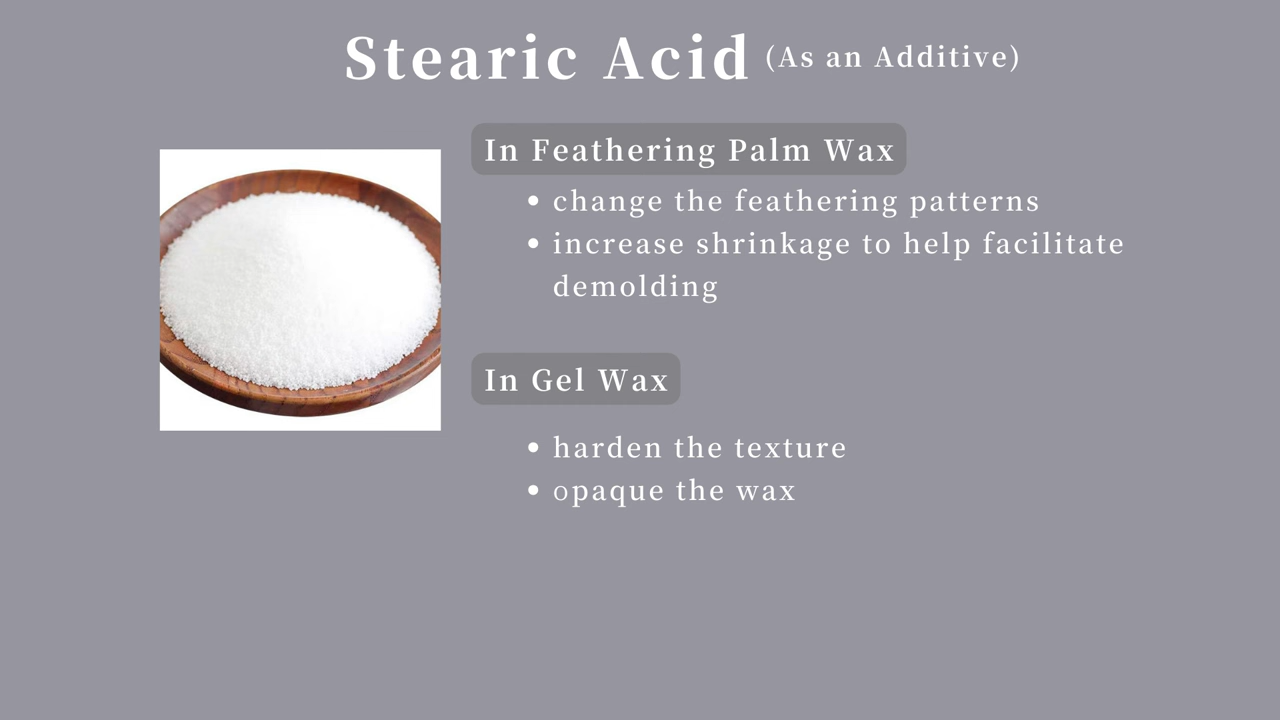 Stearic Acid (As an Additive)
In Feathering Palm Wax
• change the feathering patterns
• increase shrinkage to help facilitate
demolding
In Gel Wax
• harden the texture
• opaque the wax